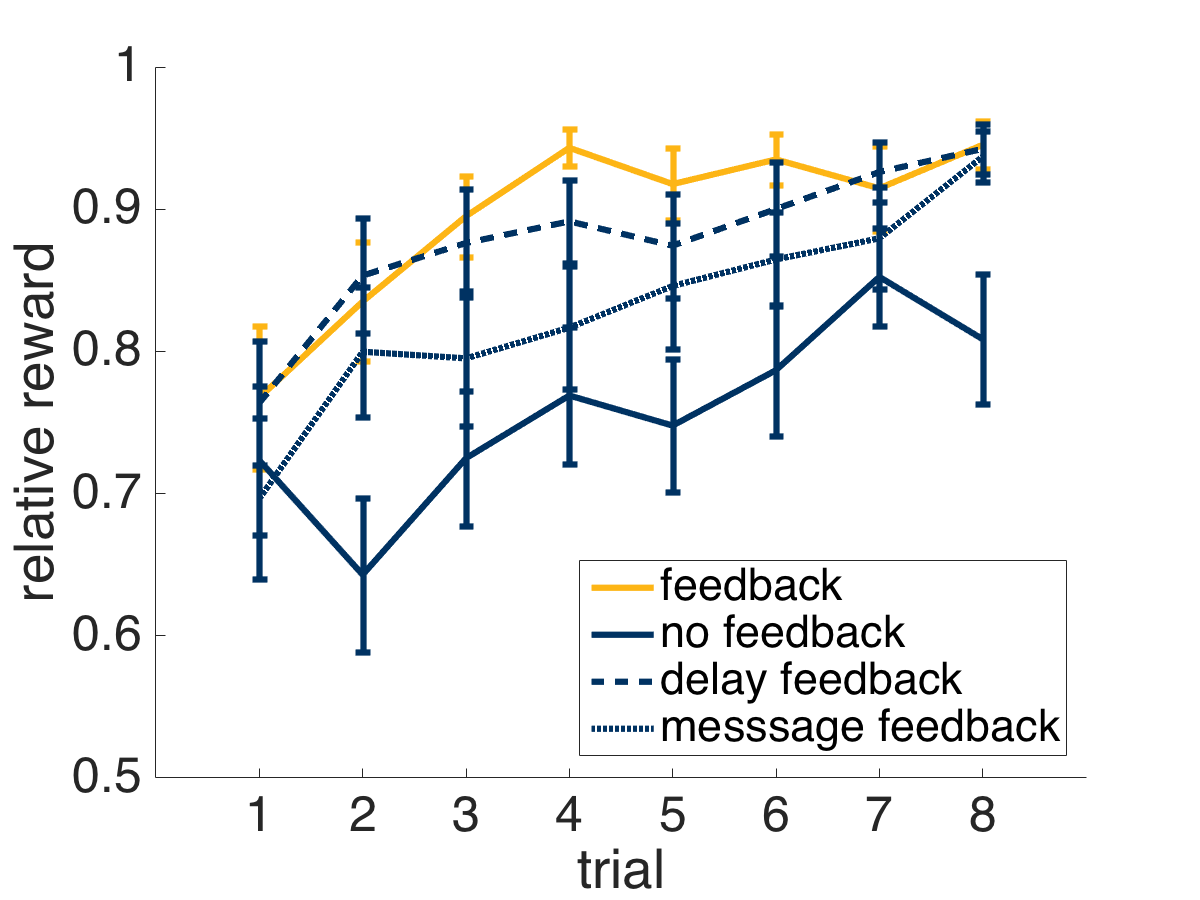 1
0.9
0.8
0.7
0.6
0.5
relative reward
feedback
no feedback
delay feedback
messsage feedback
1 2 3 4 5 6 7 8
trial